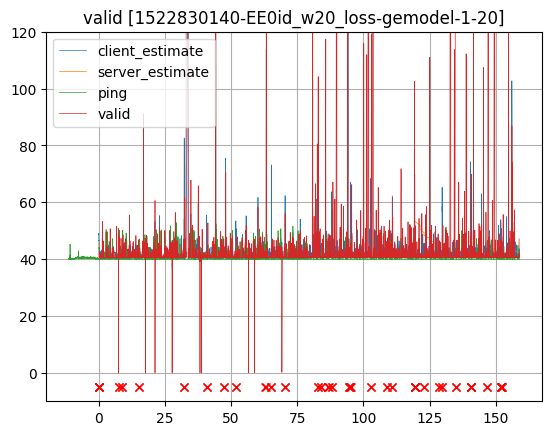 valid [1522830140-EE0id_w20_loss-gemodel-1-20]
120
100
80
60
40
20
0
client_estimate
server_estimate
ping
valid
0 25 50 75 100 125 150